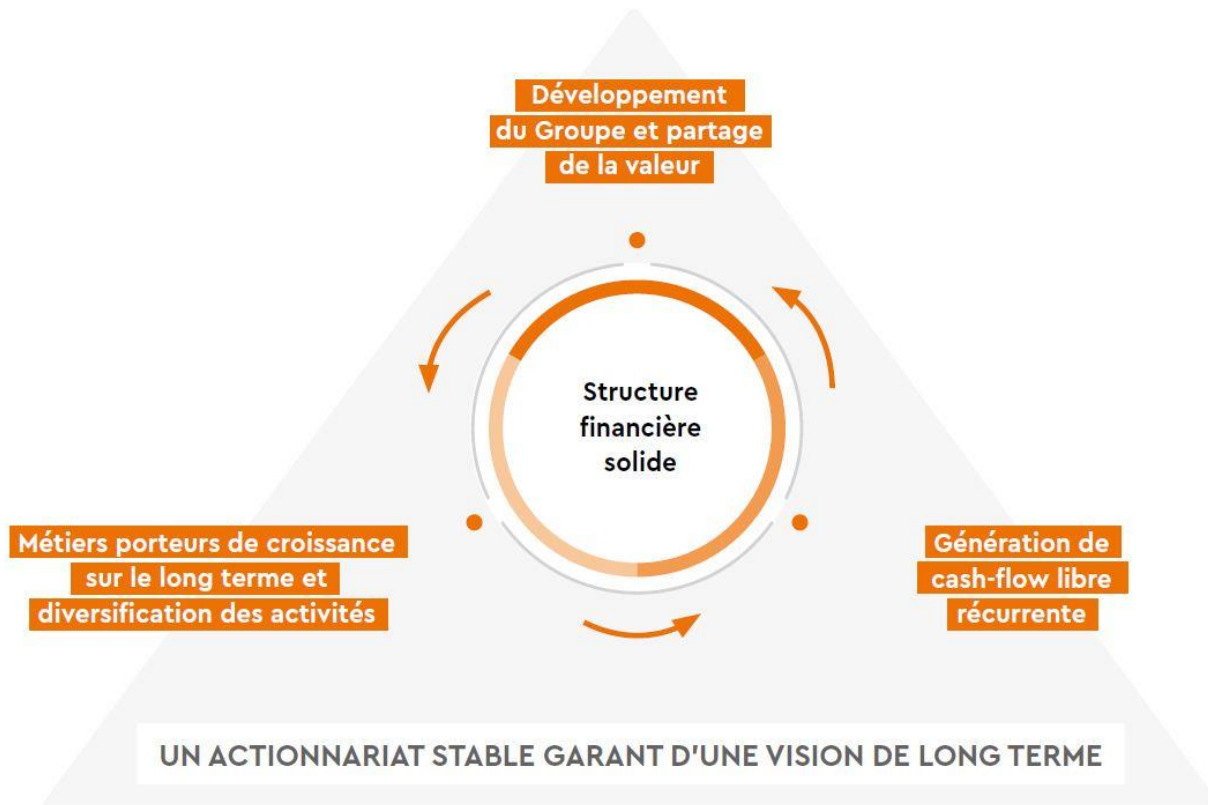 Développement
du Groupe et partage
de la valeur
Structure
financière
solide
Métiers porteurs de croissance
sur le long terme et
diversification des activités
Génération de
cash-flow libre
récurrente
UN ACTIONNARIAT STABLE GARANT D'UNE VISION DE LONG TERME